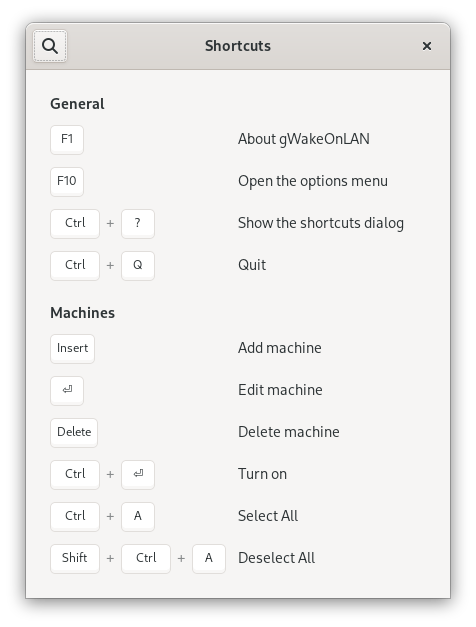 Shortcuts
General
F1 About gWakeOnLAN
F10 Open the options menu
Ctrl + ? Show the shortcuts dialog
Ctrl + Q Quit
Machines
Insert Add machine
⏎ Edit machine
Delete Delete machine
Ctrl + ⏎ Turn on
Ctrl + A Select All
Shift + Ctrl + A Deselect All